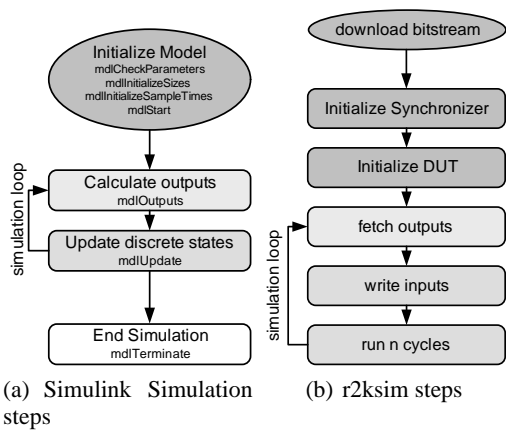 Initialize Model
mdlCheckParameters
mdlInitializeSizes
mdlInitializeSampleTimes
mdlStart
simulation loop
Calculate outputs
mdlOutputs
Update discrete states
mdlUpdate
End Simulation
mdlTerminate
(a) Simulink Simulation
steps
download bitstream
Initialize Synchronizer
Initialize DUT
simulation loop
fetch outputs
write inputs
run n cycles
(b) r2ksim steps